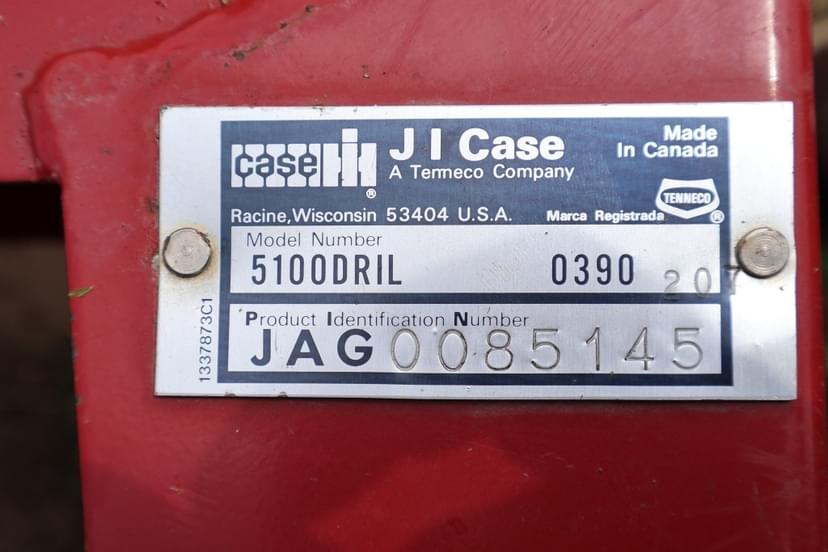 case IH ® J I Case
A Tenneco Company
Made
In Canada
TENNECO ®
Racine, Wisconsin 53404 U.S.A. Marca Registrada
Model Number
5100DRIL 0390 207
Product Identification Number
JAG0085145
1337873C1